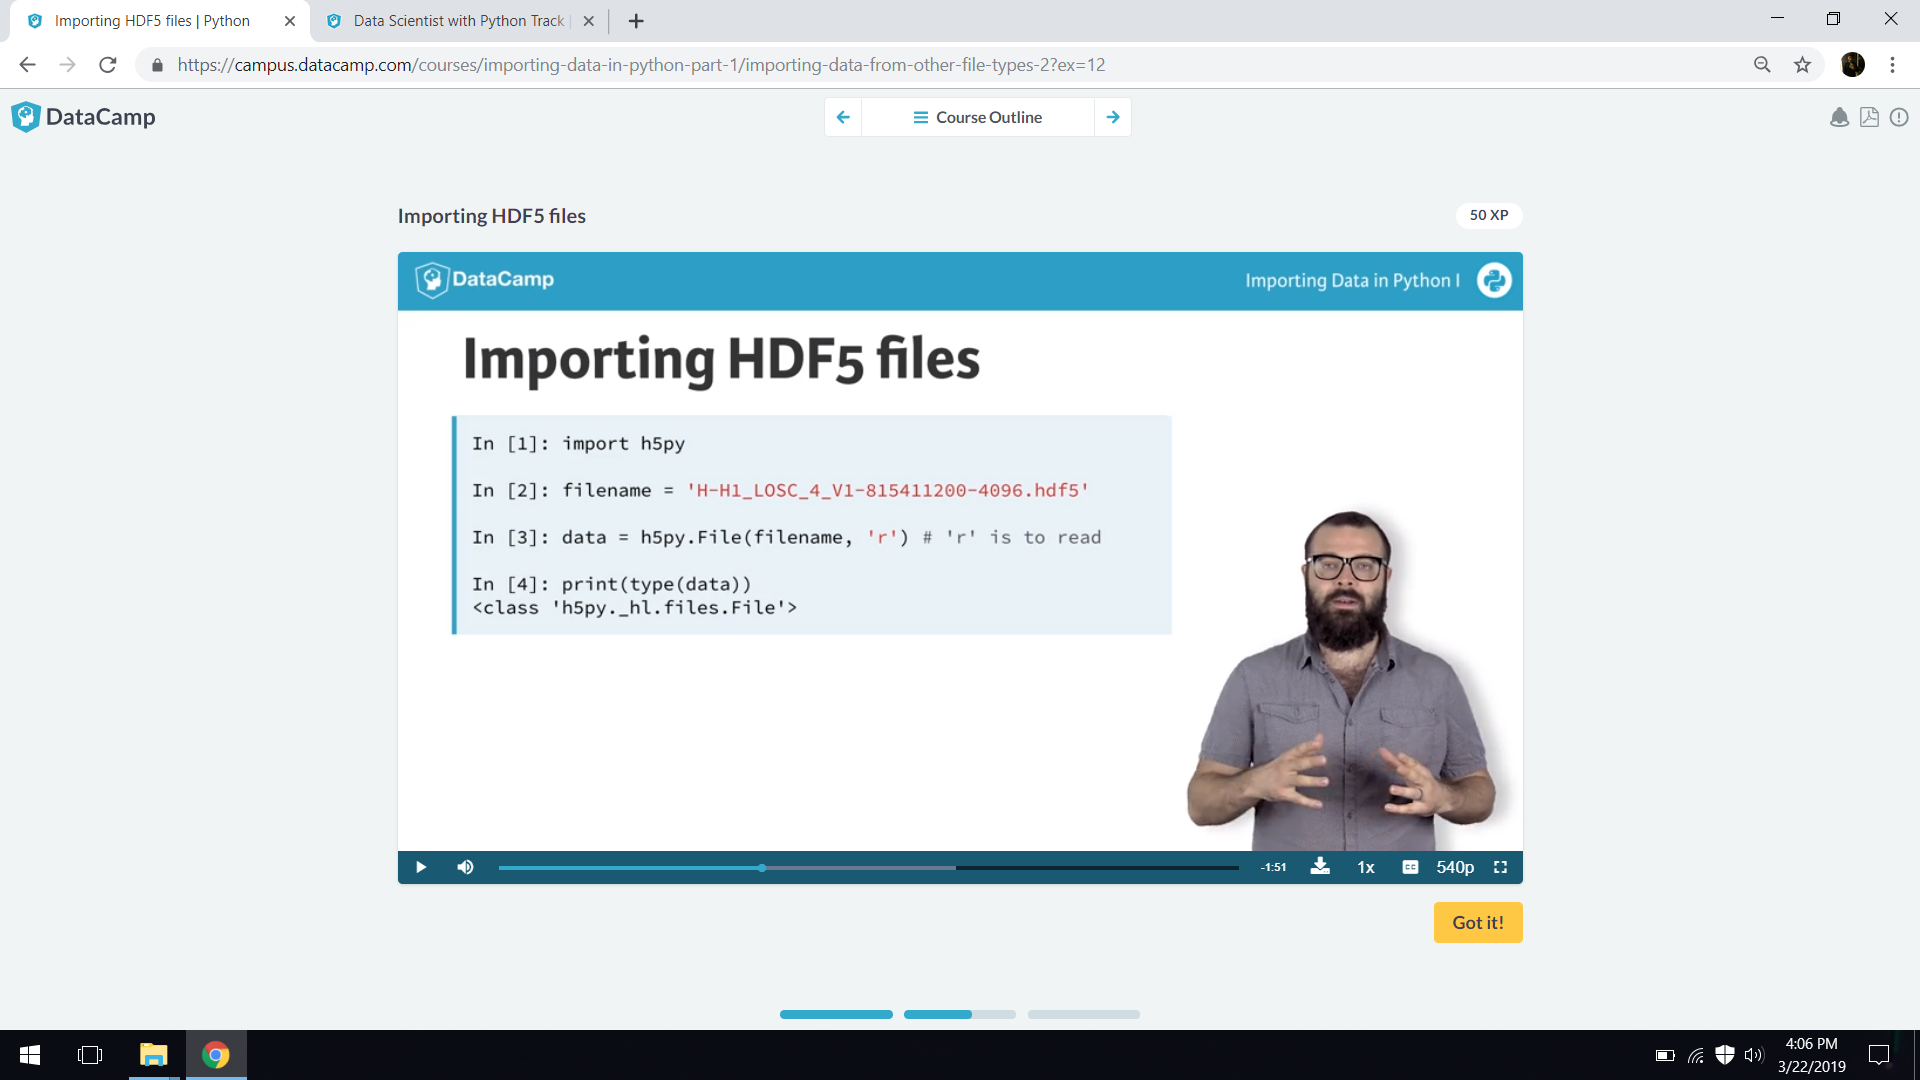 Importing HDF5 files | Python
Data Scientist with Python Track
https://campus.datacamp.com/courses/importing-data-in-python-part-1/importing-data-from-other-file-types-2?ex=12
DataCamp
Course Outline
Importing HDF5 files
50 XP
DataCamp
Importing Data in Python I
Importing HDF5 files
In [1]: import h5py
In [2]: filename = 'H-H1_LOSC_4_V1-815411200-4096.hdf5'
In [3]: data = h5py.File(filename, 'r') # 'r' is to read
In [4]: print(type(data))
<class 'h5py._hl.files.File'>
-1:51
1x
CC
540p
Got it!
4:06 PM
3/22/2019